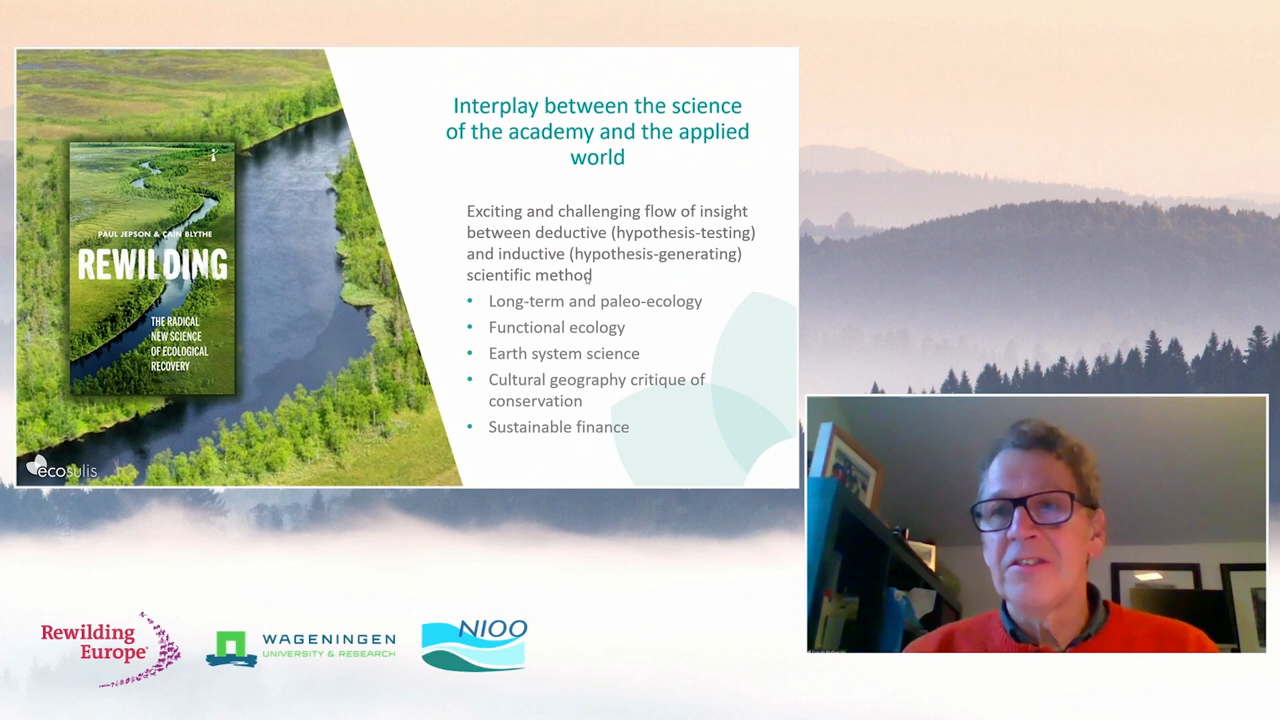 Interplay between the science
of the academy and the applied
world
Exciting and challenging flow of insight
between deductive (hypothesis-testing)
and inductive (hypothesis-generating)
scientific method
• Long-term and paleo-ecology
• Functional ecology
• Earth system science
• Cultural geography critique of
conservation
• Sustainable finance
PAUL JEPSON & CAIN BLYTHE
REWILDING
THE RADICAL
NEW SCIENCE
OF ECOLOGICAL
RECOVERY
ecosulis
Rewilding
Europe
WAGENINGEN
UNIVERSITY & RESEARCH
NIOO